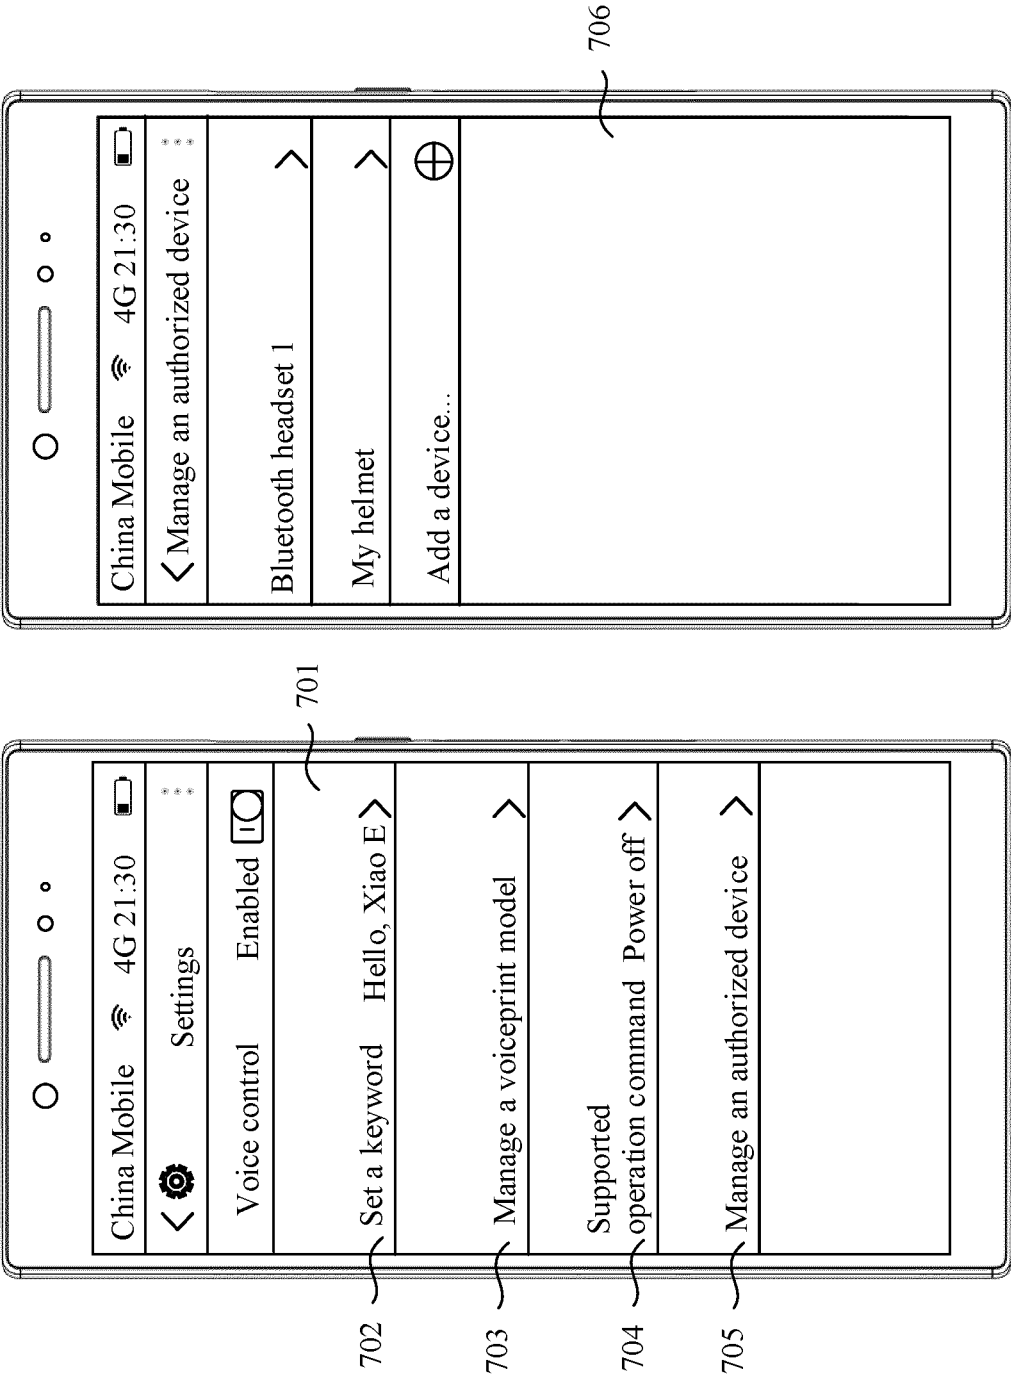 China Mobile 4G 21:30
Settings
Voice control Enabled
701
702
Set a keyword Hello, Xiao E
703
Manage a voiceprint model
704
Supported
operation command Power off
705
Manage an authorized device
China Mobile 4G 21:30
Manage an authorized device
Bluetooth headset 1
My helmet
Add a device...
706